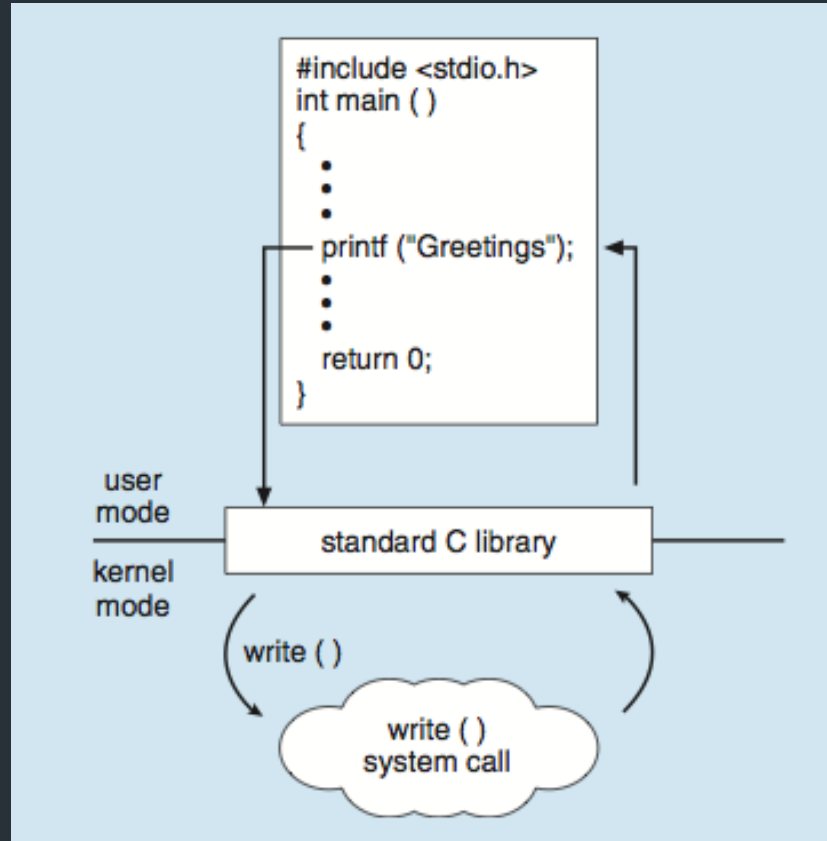 #include <stdio.h>
int main ( )
{
•
•
•
printf ("Greetings");
•
•
•
return 0;
}
user
mode
standard C library
kernel
mode
write ( )
write ( )
system call